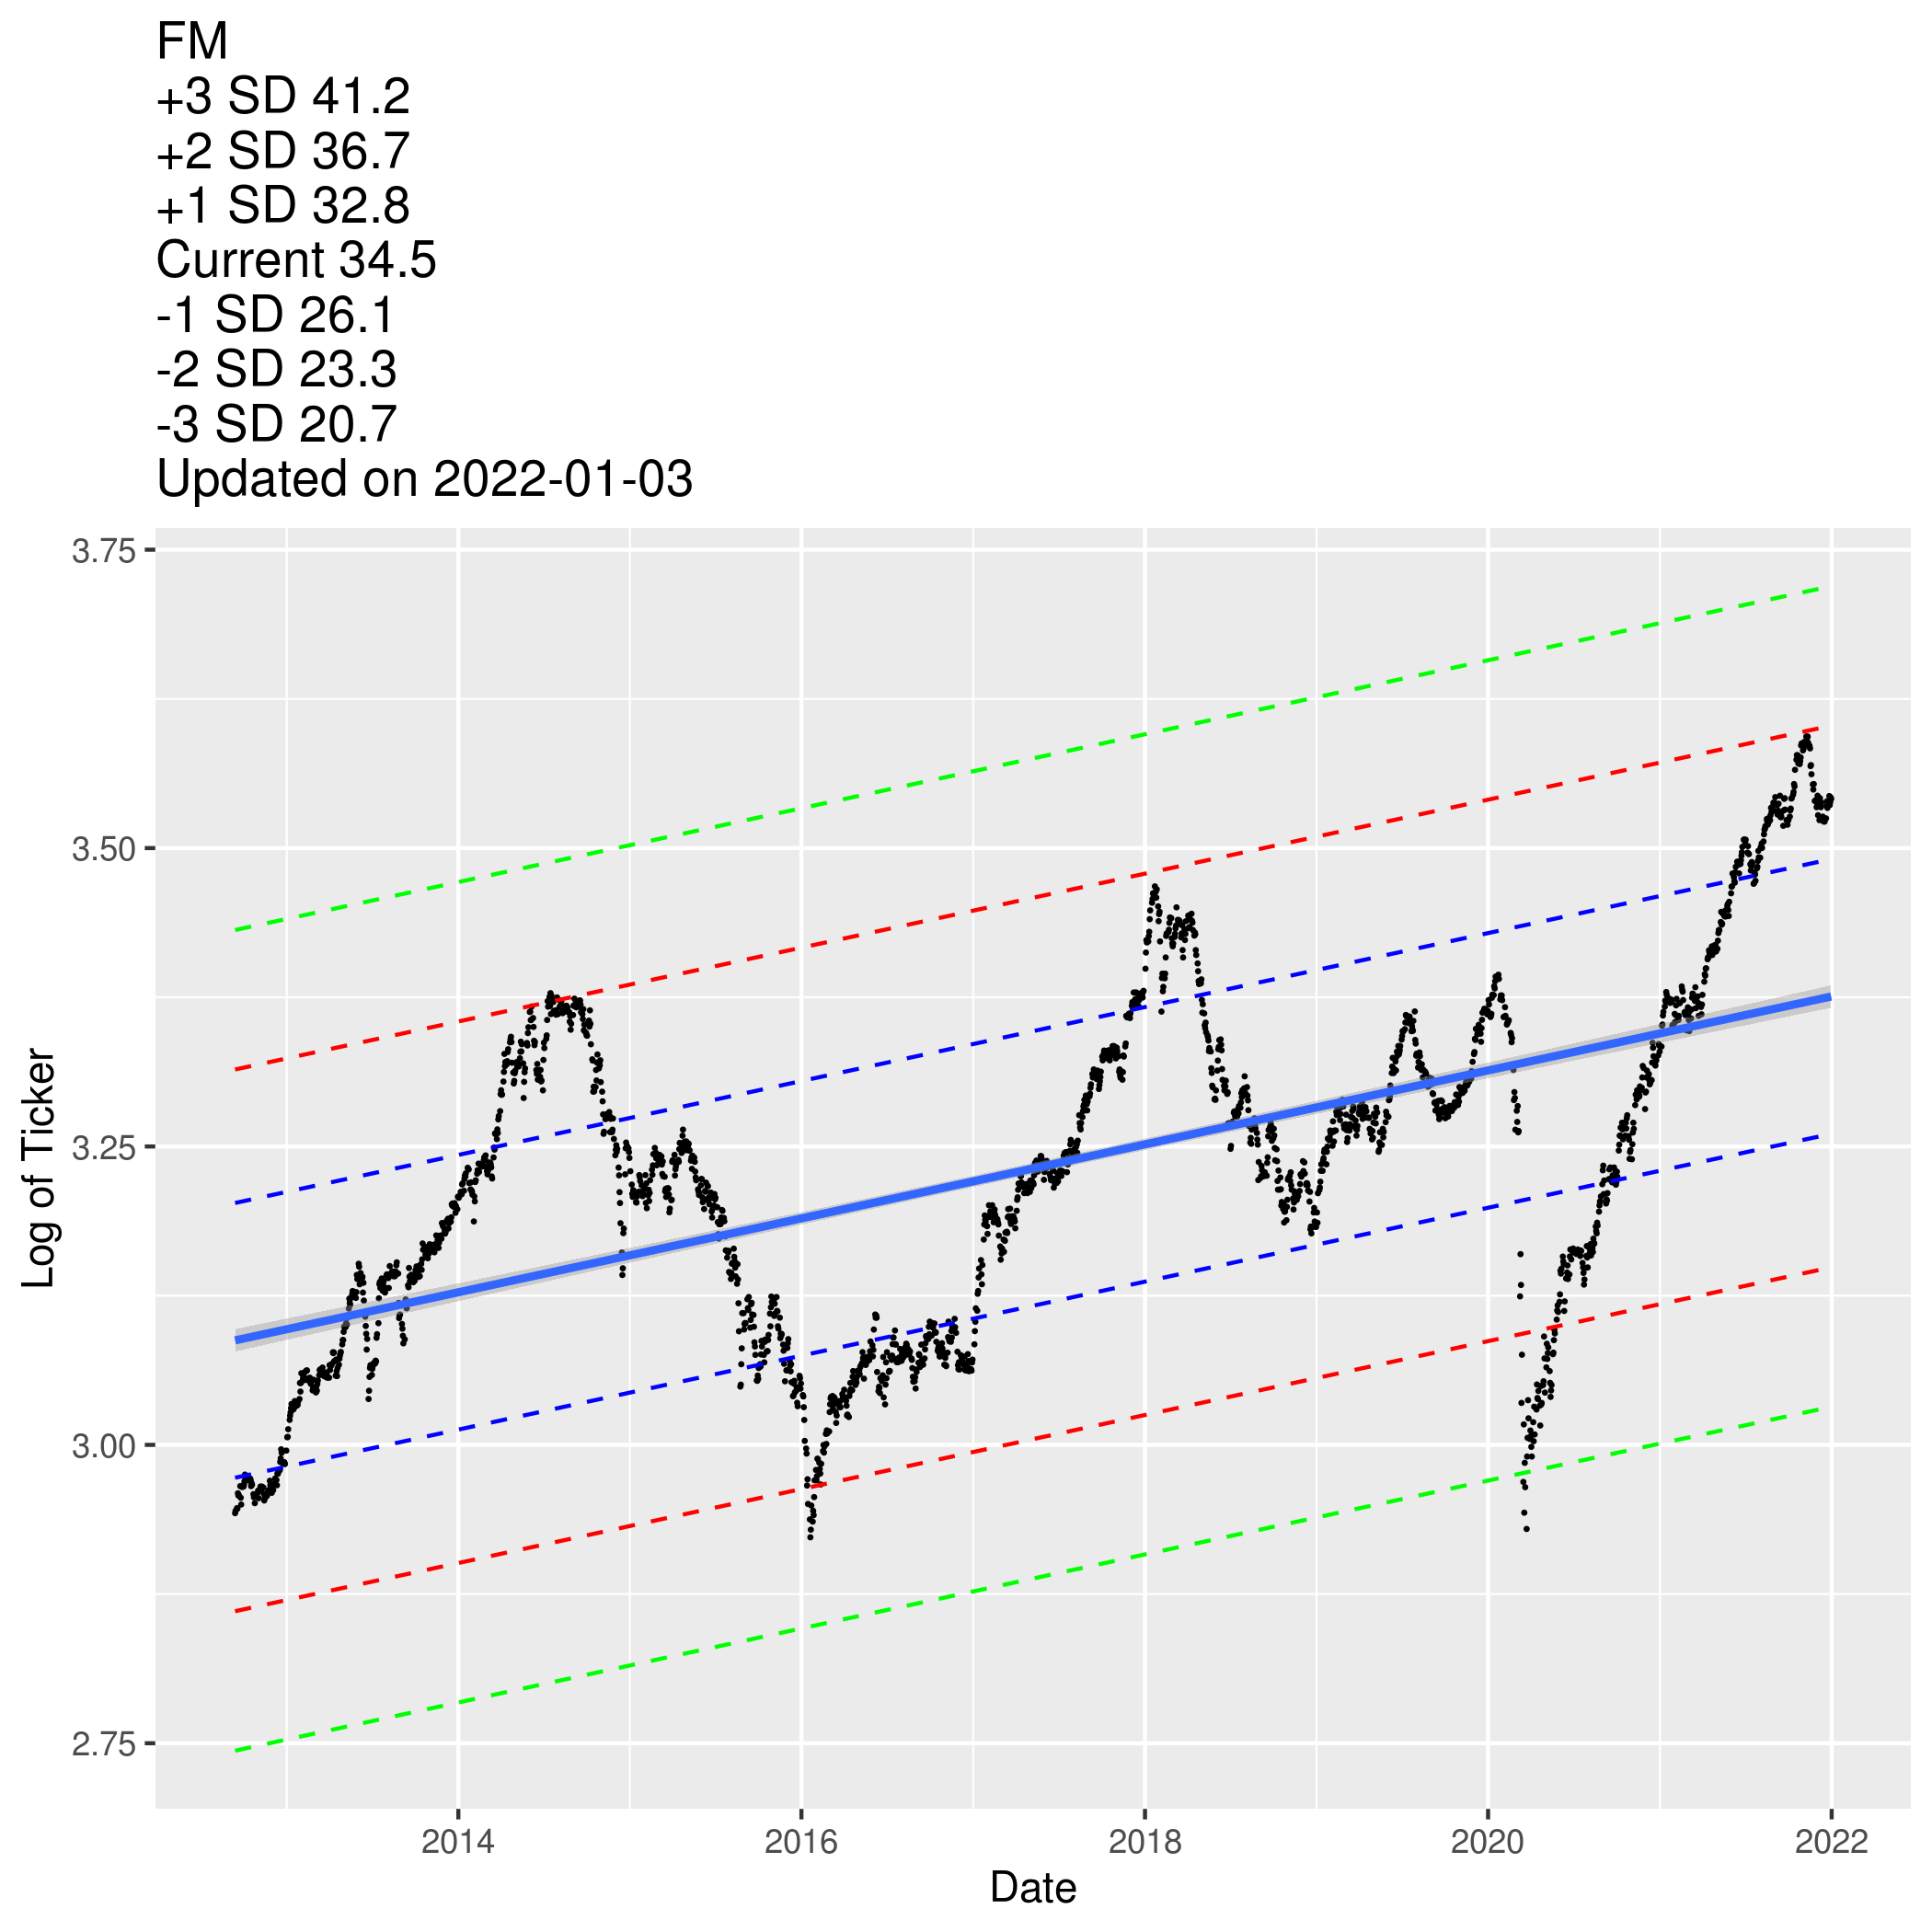 FM
+3 SD 41.2
+2 SD 36.7
+1 SD 32.8
Current 34.5
-1 SD 26.1
-2 SD 23.3
-3 SD 20.7
Updated on 2022-01-03
3.75
3.50
3.25
3.00
2.75
Log of Ticker
2014 2016 2018 2020 2022
Date